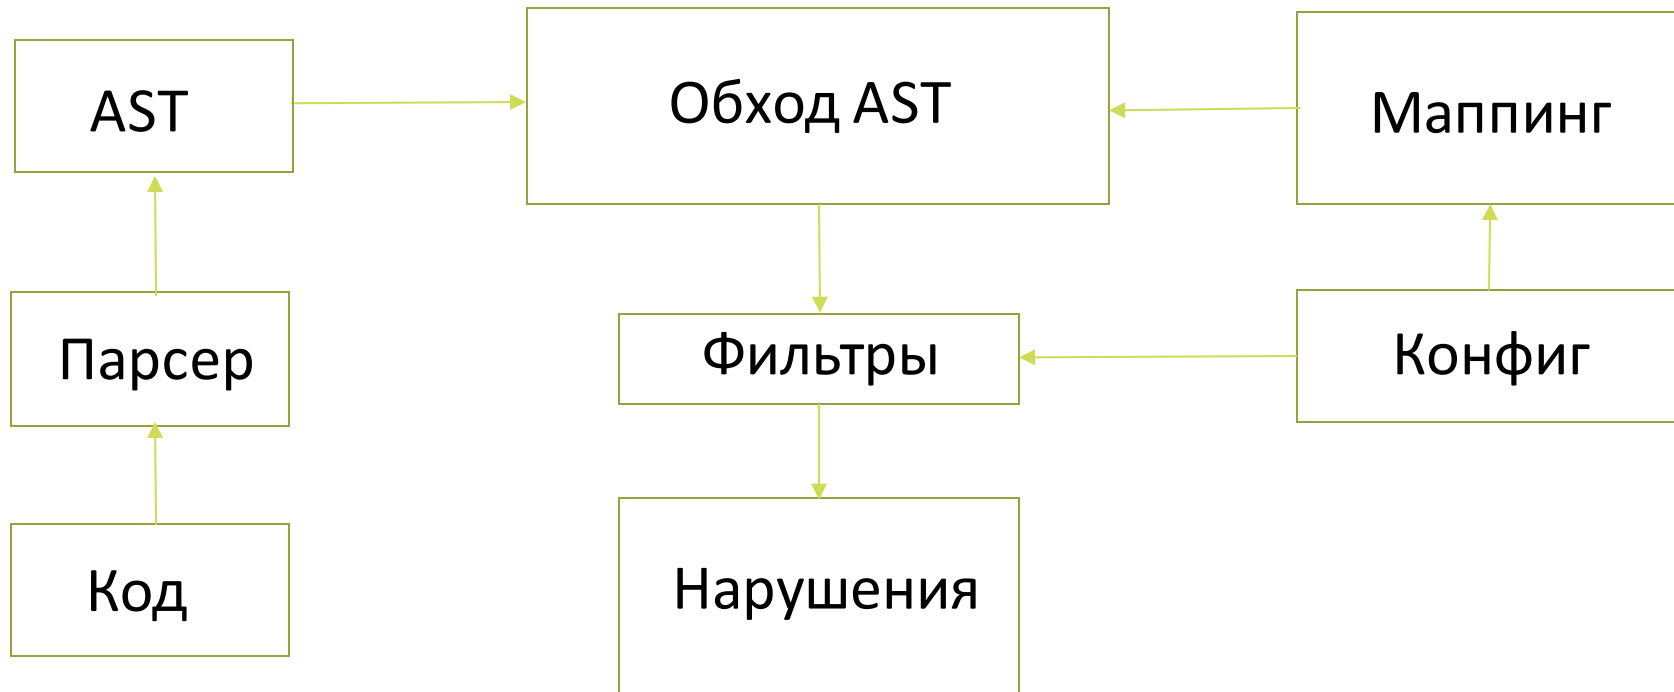 AST
Обход AST
Маппинг
Парсер
Фильтры
Конфиг
Код
Нарушения